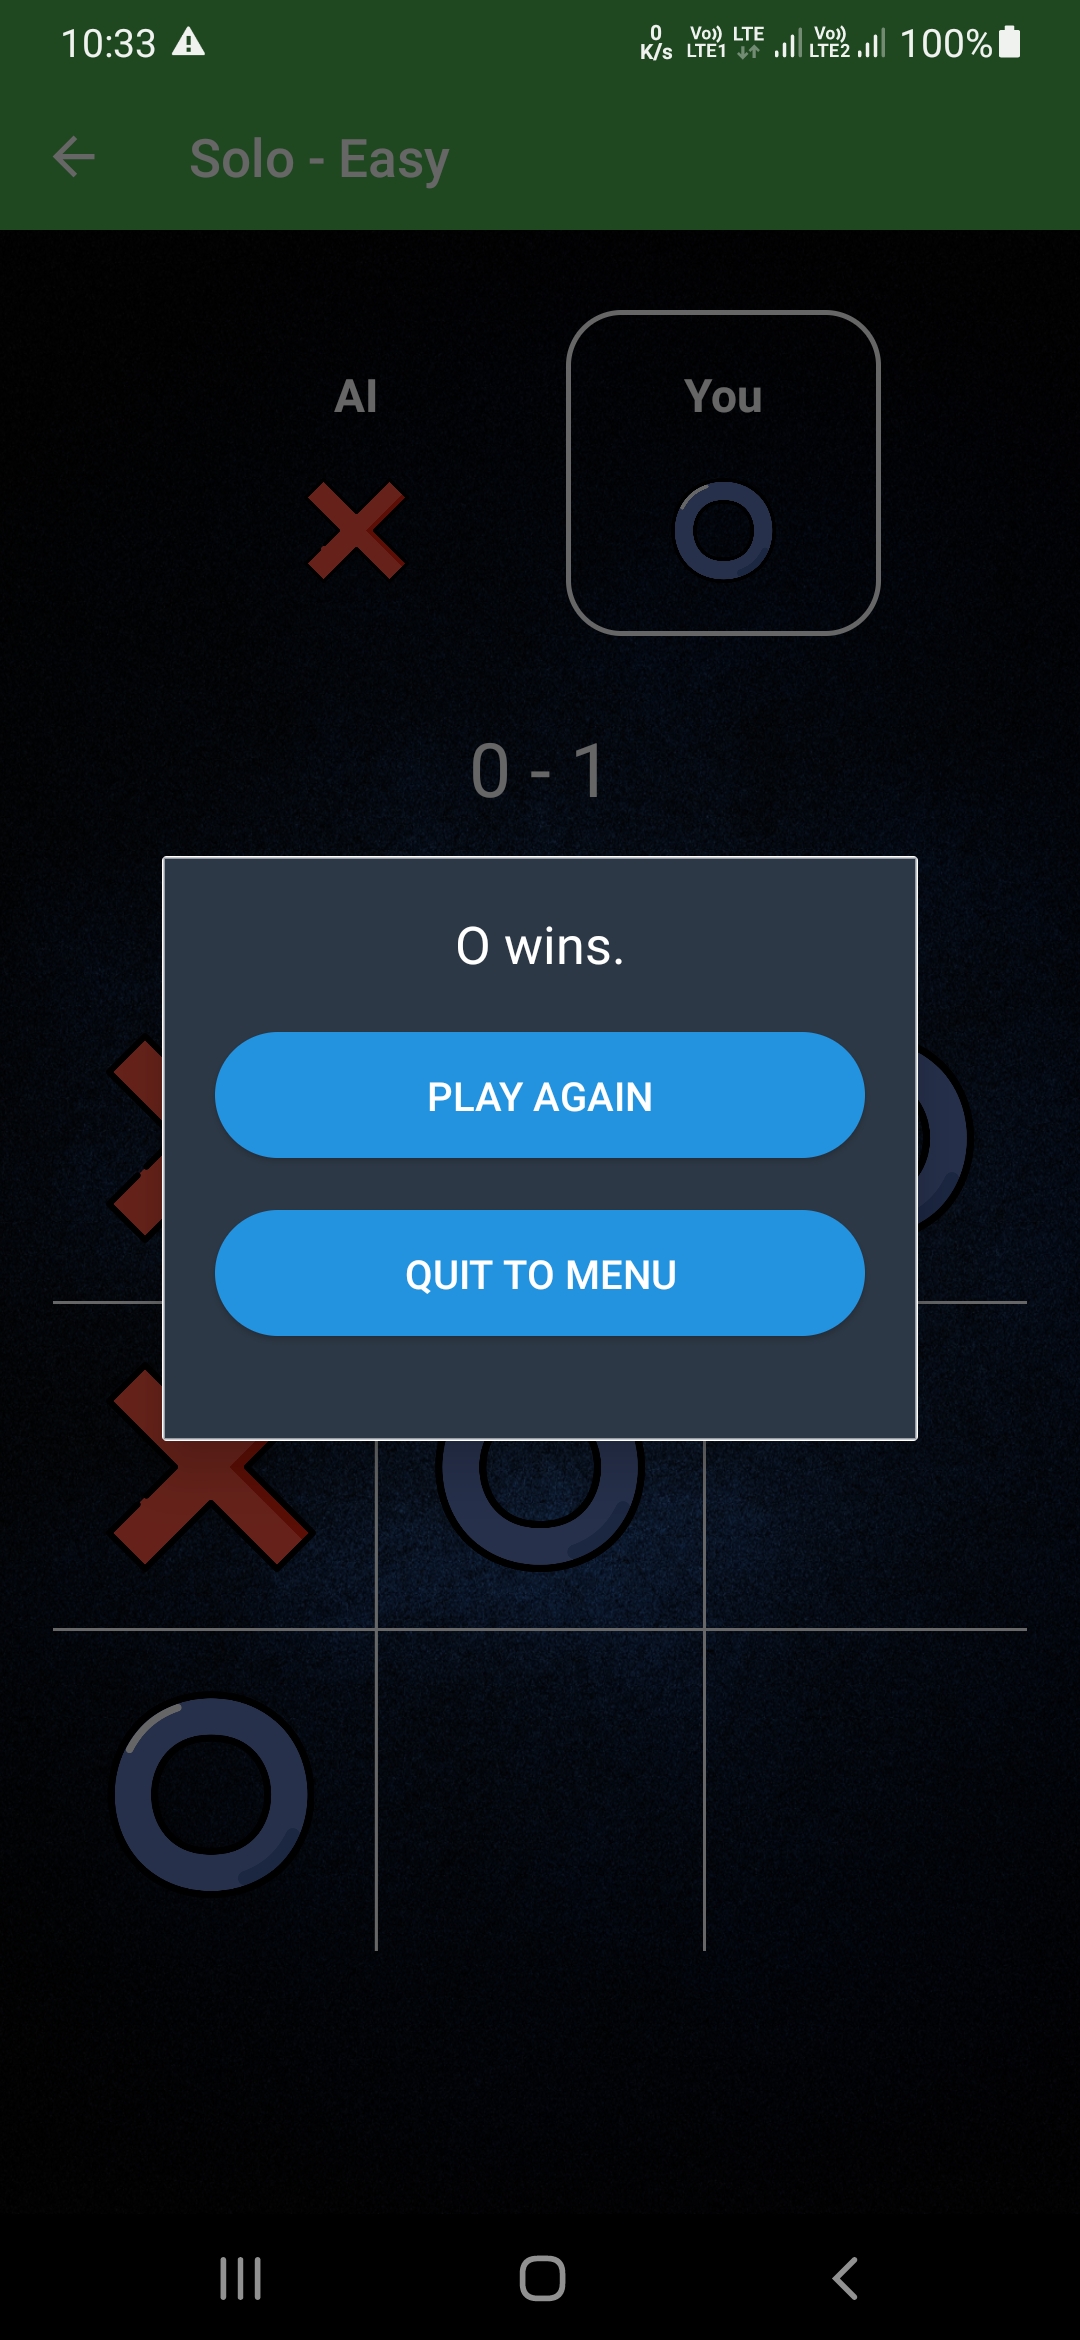 10:33
0 K/s Vo)) LTE1 LTE Vo)) LTE2 100%
Solo - Easy
AI You
0 - 1
O wins.
PLAY AGAIN
QUIT TO MENU